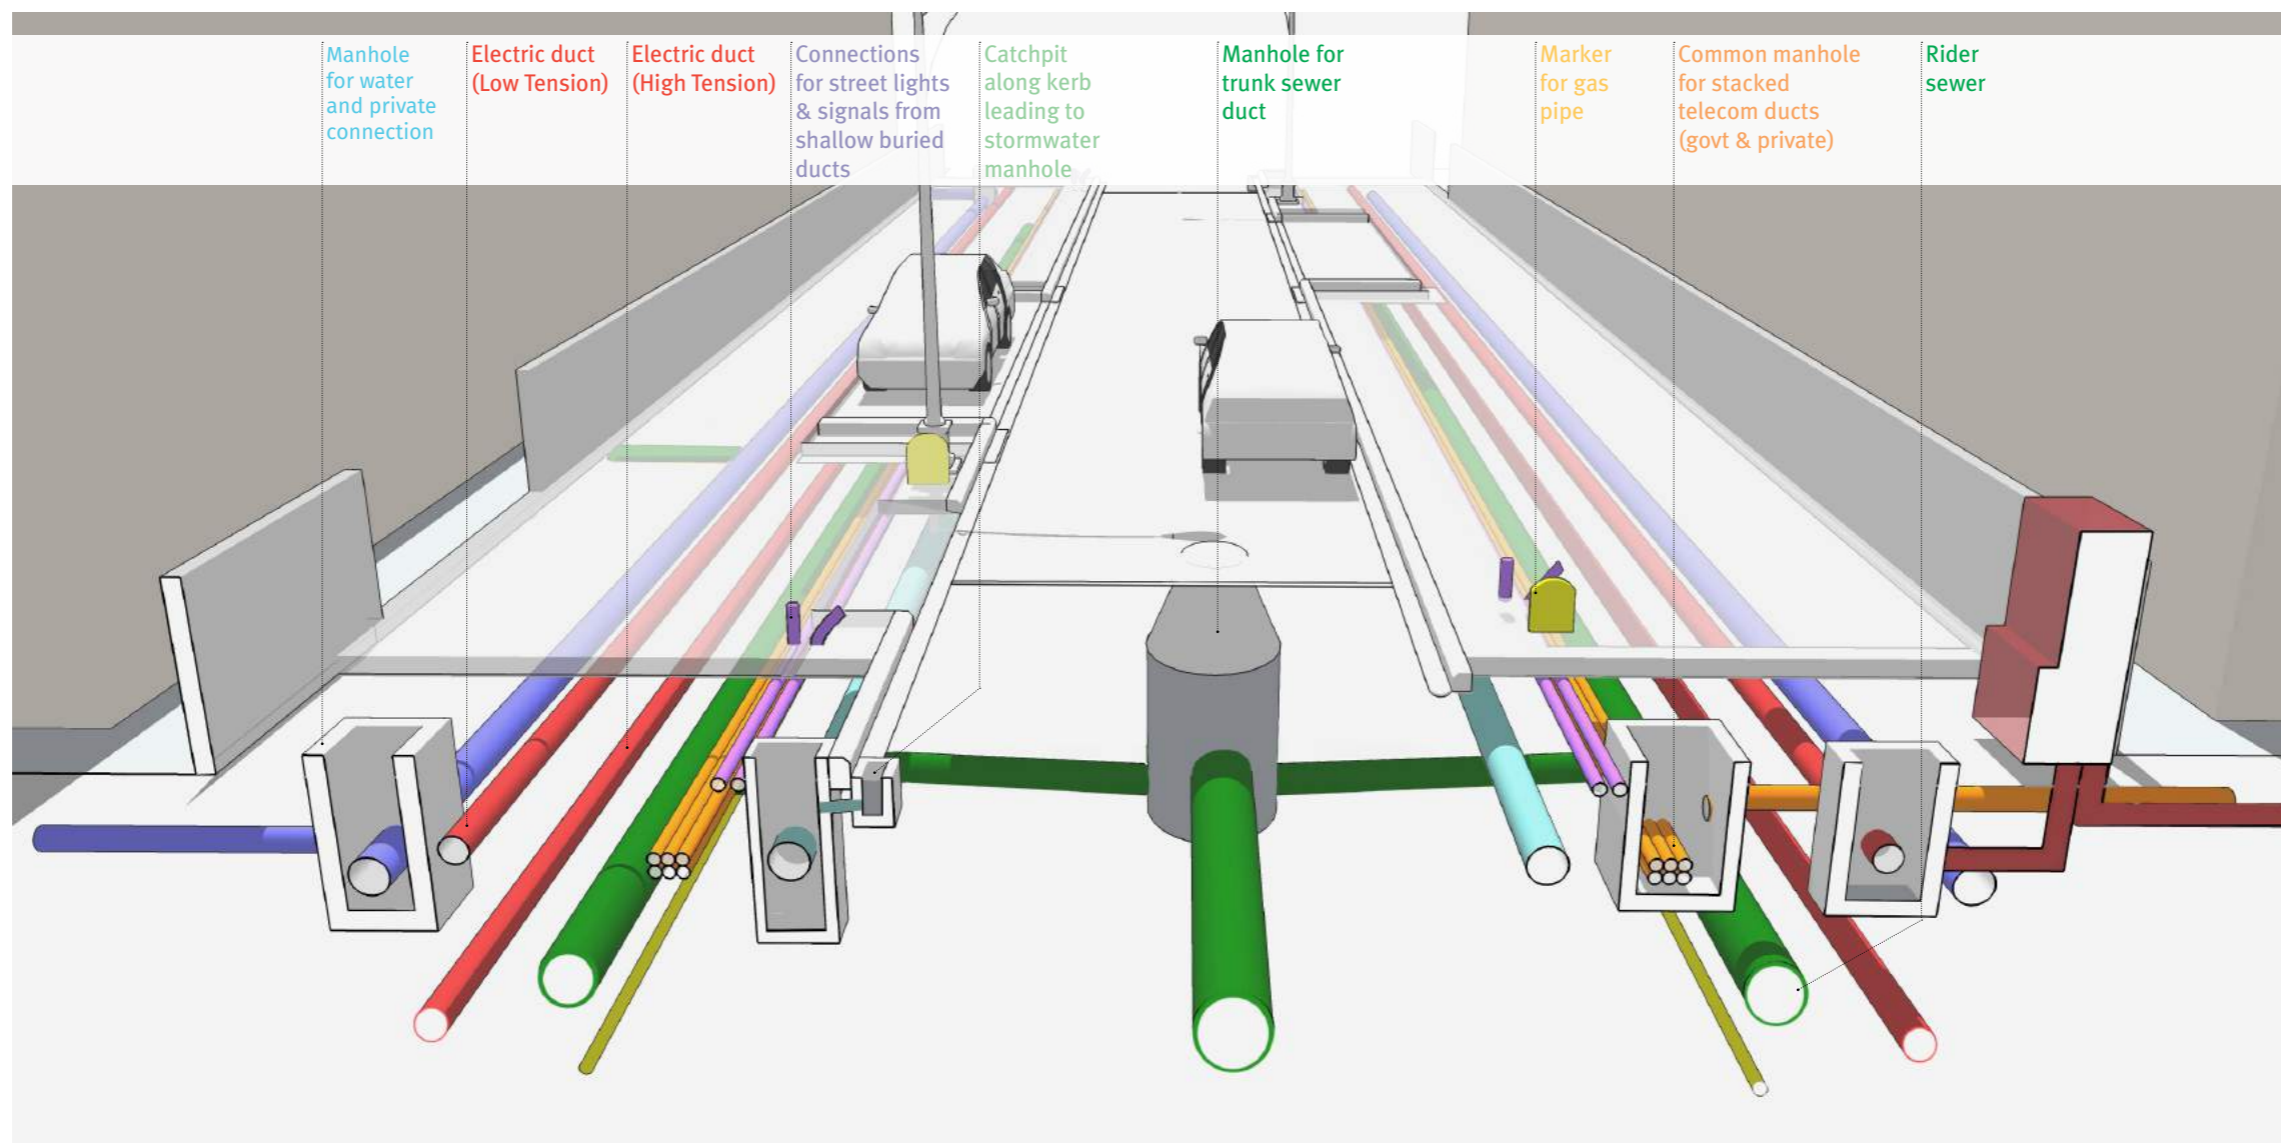 Manhole
for water
and private
connection
Electric duct
(Low Tension)
Electric duct
(High Tension)
Connections
for street lights
& signals from
shallow buried
ducts
Catchpit
along kerb
leading to
stormwater
manhole
Manhole for
trunk sewer
duct
Marker
for gas
pipe
Common manhole
for stacked
telecom ducts
(govt & private)
Rider
sewer